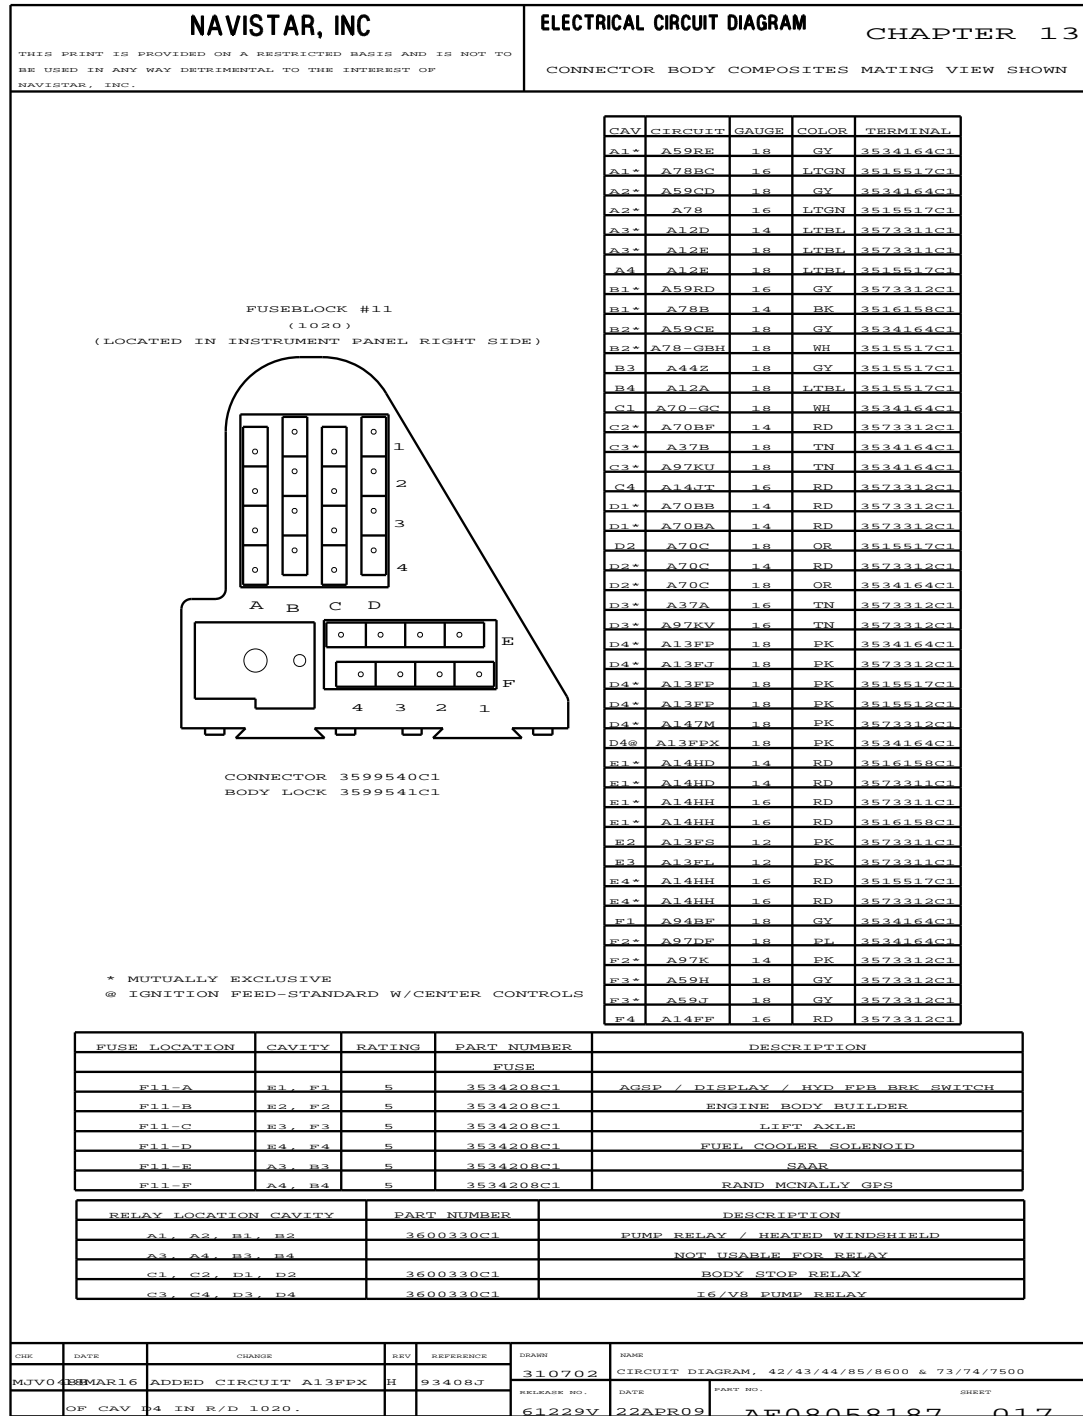 NAVISTAR, INC
THIS PRINT IS PROVIDED ON A RESTRICTED BASIS AND IS NOT TO
BE USED IN ANY WAY DETRIMENTAL TO THE INTEREST OF
NAVISTAR, INC.
ELECTRICAL CIRCUIT DIAGRAM
CHAPTER 13
CONNECTOR BODY COMPOSITES MATING VIEW SHOWN
CAV CIRCUIT GAUGE COLOR TERMINAL
A1* A59RE 18 GY 3534164C1
A1* A78BC 16 LTGN 3515517C1
A2* A59CD 18 GY 3534164C1
A2* A78 16 LTGN 3515517C1
A3* A12D 14 LTBL 3573311C1
A3* A12E 18 LTBL 3573311C1
A4 A12E 18 LTBL 3515517C1
B1* A59RD 16 GY 3573312C1
B1* A78B 14 BK 3516158C1
B2* A59CE 18 GY 3534164C1
B2* A78-GBH 18 WH 3515517C1
B3 A44Z 18 GY 3515517C1
B4 A12A 18 LTBL 3515517C1
C1 A70-GC 18 WH 3534164C1
C2* A70BF 14 RD 3573312C1
C3* A37B 18 TN 3534164C1
C3* A97KU 18 TN 3534164C1
C4 A14JT 16 RD 3573312C1
D1* A70BB 14 RD 3573312C1
D1* A70BA 14 RD 3573312C1
D2 A70C 18 OR 3515517C1
D2* A70C 14 RD 3573312C1
D2* A70C 18 OR 3534164C1
D3* A37A 16 TN 3573312C1
D3* A97KV 16 TN 3573312C1
D4* A13FP 18 PK 3534164C1
D4* A13FJ 18 PK 3573312C1
D4* A13FP 18 PK 3515517C1
D4* A13FP 18 PK 3515512C1
D4* A147M 18 PK 3573312C1
D4@ A13FPX 18 PK 3534164C1
E1* A14HD 14 RD 3516158C1
E1* A14HD 14 RD 3573311C1
E1* A14HH 16 RD 3573311C1
E1* A14HH 16 RD 3516158C1
E2 A13FS 12 PK 3573311C1
E3 A13FL 12 PK 3573311C1
E4* A14HH 16 RD 3515517C1
E4* A14HH 16 RD 3573312C1
F1 A94BF 18 GY 3534164C1
F2* A97DF 18 PL 3534164C1
F2* A97K 14 PK 3573312C1
F3* A59H 18 GY 3573312C1
F3* A59J 18 GY 3573312C1
F4 A14FF 16 RD 3573312C1
FUSEBLOCK #11
(1020)
(LOCATED IN INSTRUMENT PANEL RIGHT SIDE)
1
2
3
4
A B C D
E
F
4 3 2 1
CONNECTOR 3599540C1
BODY LOCK 3599541C1
* MUTUALLY EXCLUSIVE
@ IGNITION FEED-STANDARD W/CENTER CONTROLS
FUSE LOCATION CAVITY RATING PART NUMBER DESCRIPTION
FUSE
F11-A E1, F1 5 3534208C1 AGSP / DISPLAY / HYD FPB BRK SWITCH
F11-B E2, F2 5 3534208C1 ENGINE BODY BUILDER
F11-C E3, F3 5 3534208C1 LIFT AXLE
F11-D E4, F4 5 3534208C1 FUEL COOLER SOLENOID
F11-E A3, B3 5 3534208C1 SAAR
F11-F A4, B4 5 3534208C1 RAND MCNALLY GPS
RELAY LOCATION CAVITY PART NUMBER DESCRIPTION
A1, A2, B1, B2 3600330C1 PUMP RELAY / HEATED WINDSHIELD
A3, A4, B3, B4 NOT USABLE FOR RELAY
C1, C2, D1, D2 3600330C1 BODY STOP RELAY
C3, C4, D3, D4 3600330C1 I6/V8 PUMP RELAY
CHK DATE CHANGE REV REFERENCE DRAWN NAME
ADDED CIRCUIT A13FPX H 93408J 310702 CIRCUIT DIAGRAM, 42/43/44/85/8600 & 73/74/7500
RELEASE NO. DATE PART NO. SHEET
OF CAV D4 IN R/D 1020. 61229V 22APR09 AF08058187 017